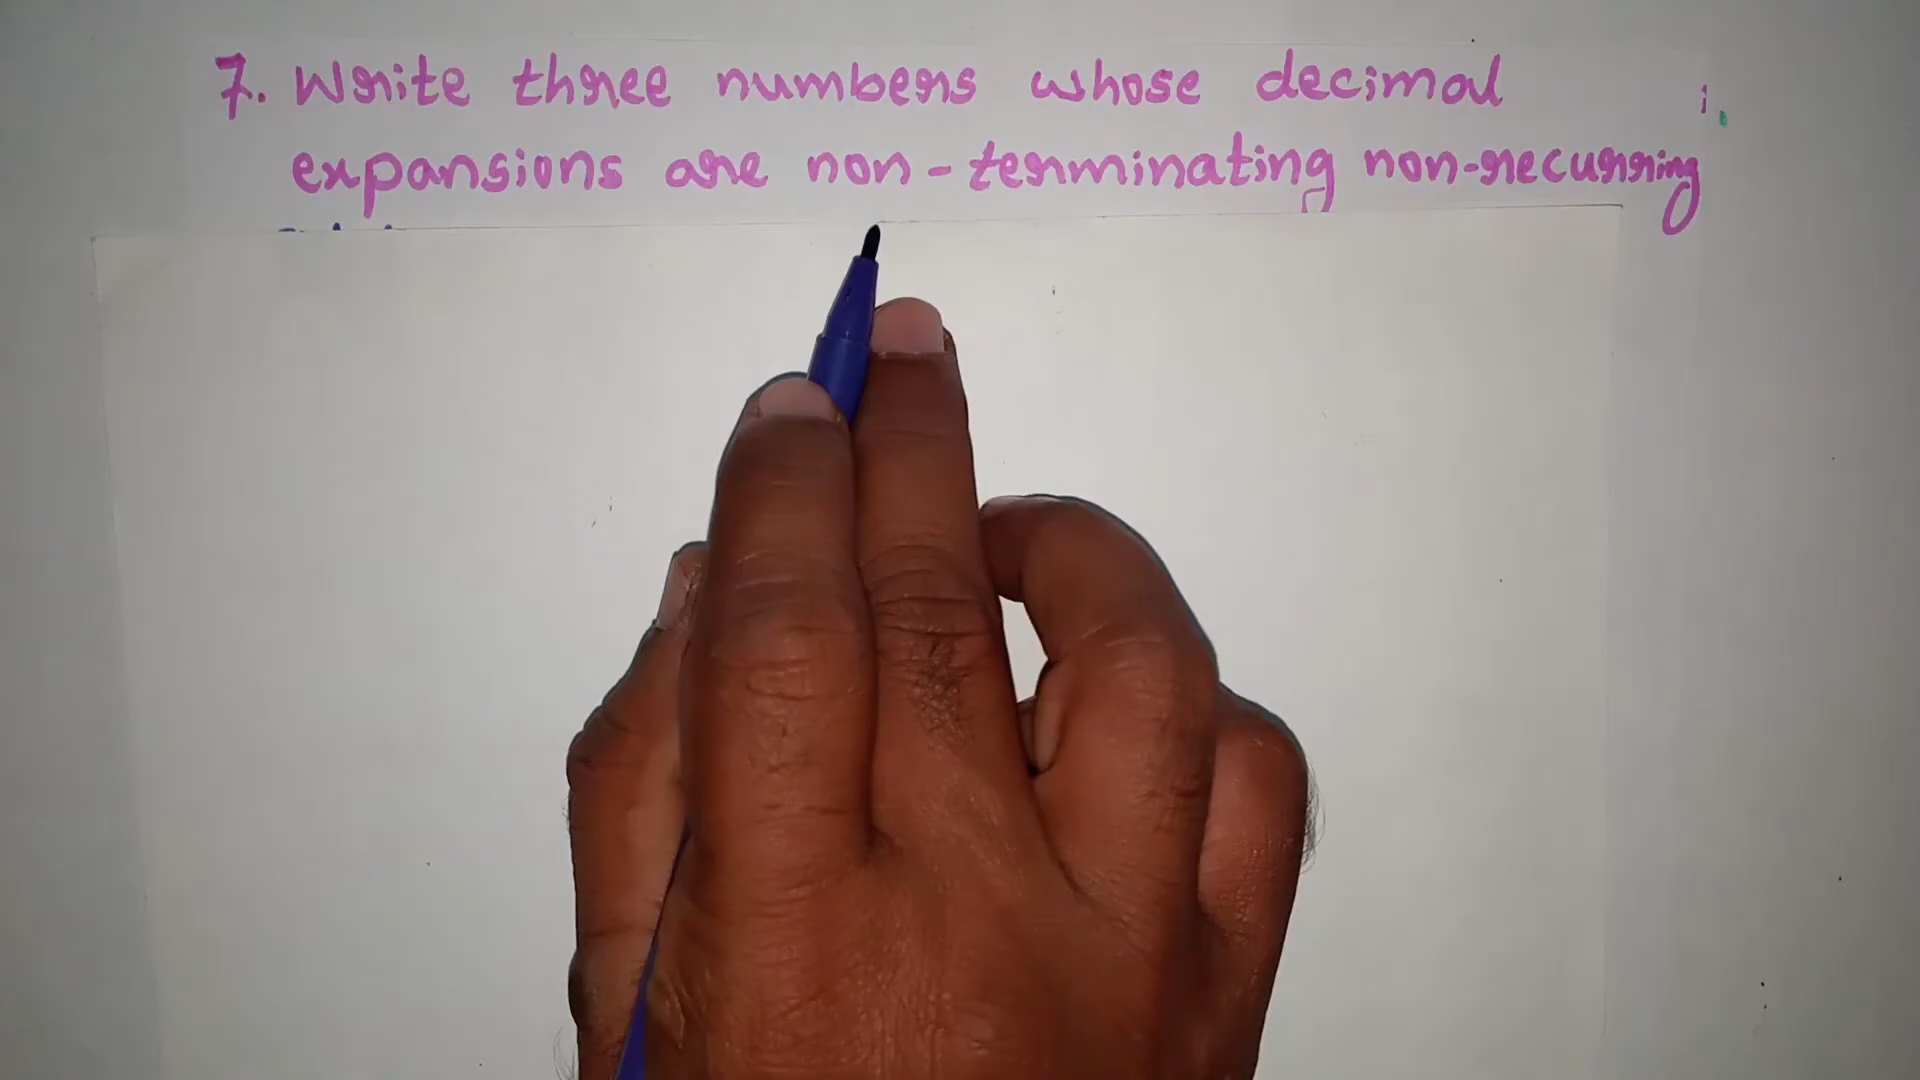 7. Write three numbers whose decimal
expansions are non-terminating non-recurring